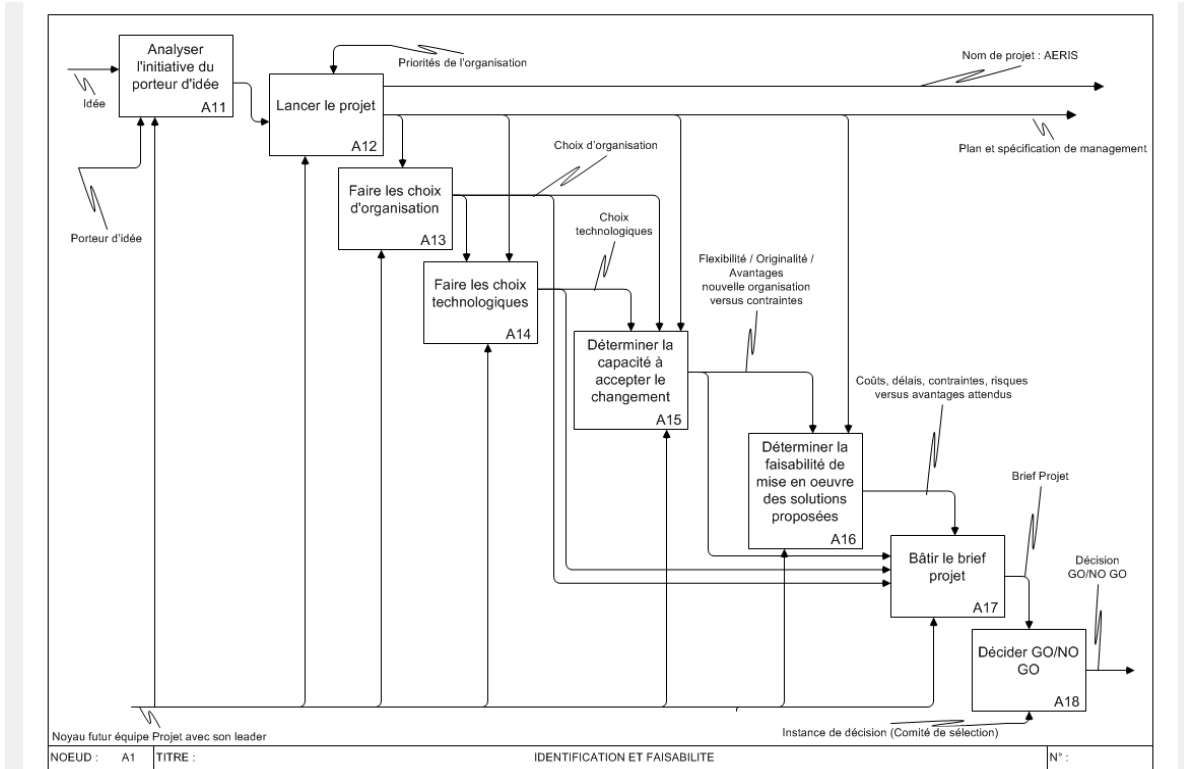 Analyser
l'initiative du
porteur d'idée
A11
Idée
Porteur d'idée
Priorités de l'organisation
Lancer le projet
A12
Nom de projet : AERIS
Plan et spécification de management
Choix d'organisation
Faire les choix
d'organisation
A13
Choix
technologiques
Faire les choix
technologiques
A14
Flexibilité / Originalité /
Avantages
nouvelle organisation
versus contraintes
Déterminer la
capacité à
accepter le
changement
A15
Coûts, délais, contraintes, risques
versus avantages attendus
Déterminer la
faisabilité de
mise en oeuvre
des solutions
proposées
A16
Brief Projet
Bâtir le brief
projet
A17
Décision
GO/NO GO
Décider GO/NO
GO
A18
Instance de décision (Comité de sélection)
Noyau futur équipe Projet avec son leader
NOEUD : A1 TITRE : IDENTIFICATION ET FAISABILITE N° :